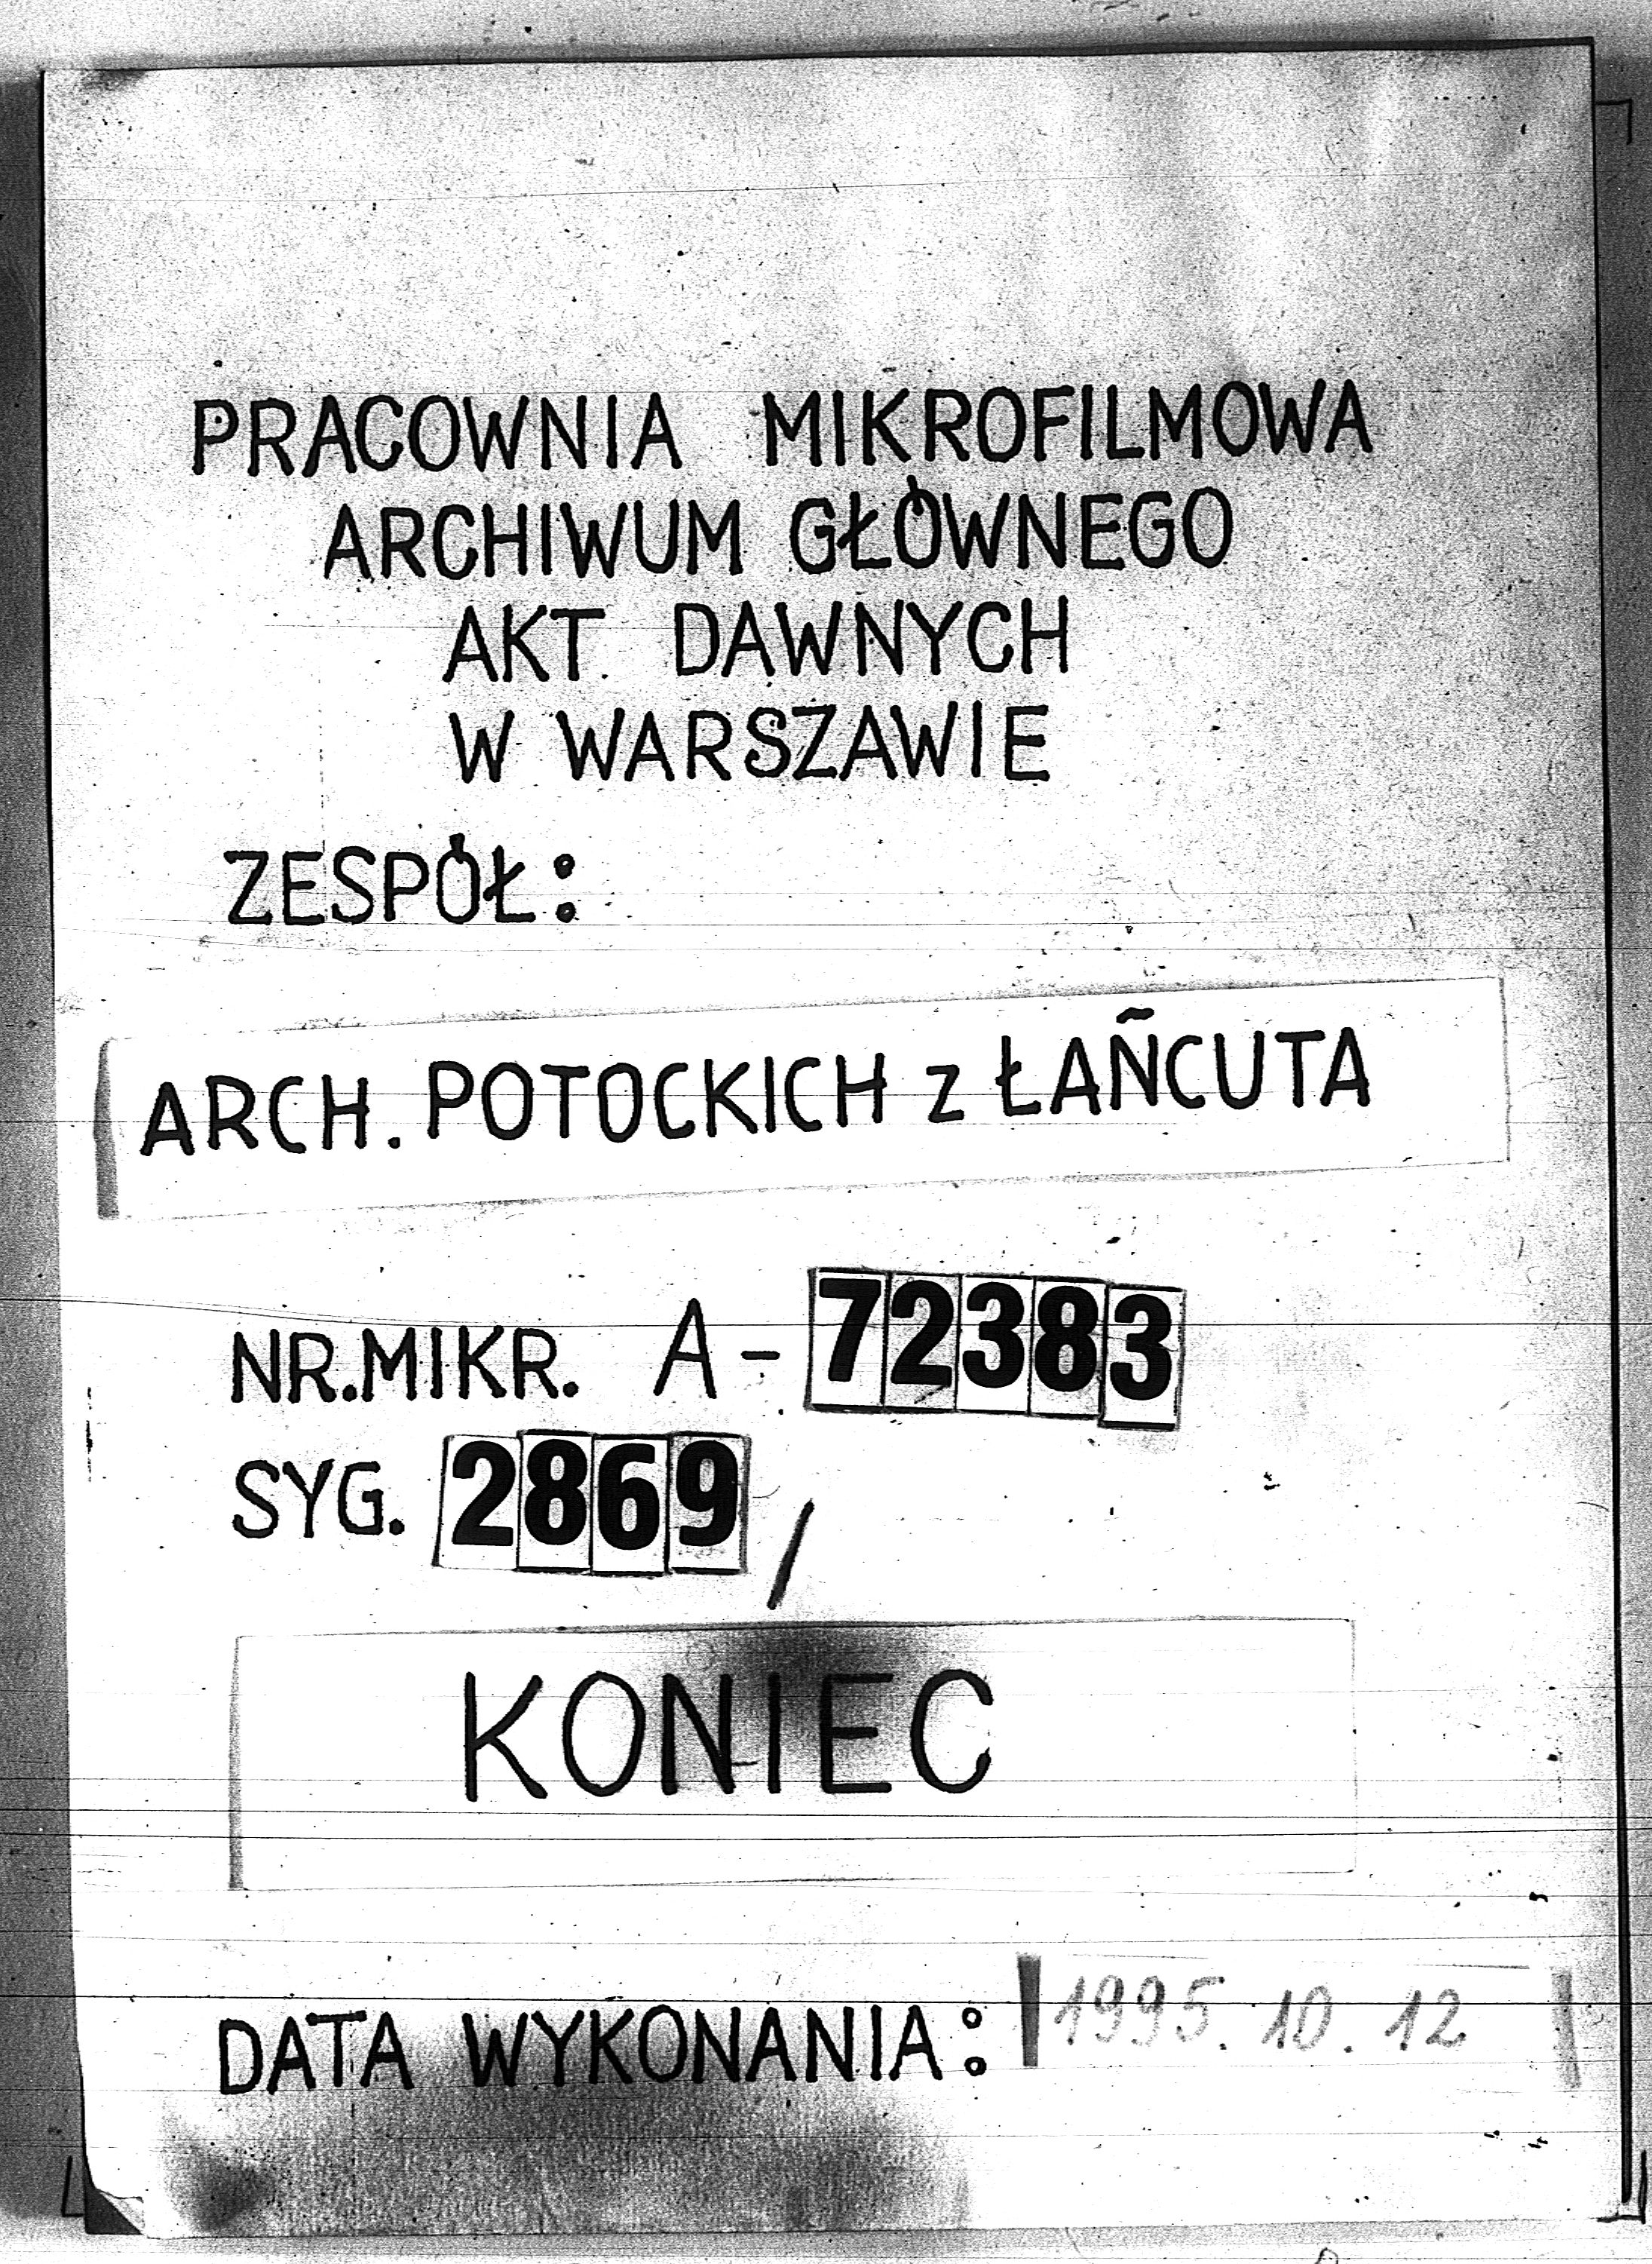 PRACOWNIA MIKROFILMOWA
ARCHIWUM GŁÓWNEGO
AKT DAWNYCH
W WARSZAWIE
ZESPÓŁ:
ARCH. POTOCKICH z ŁAŃCUTA
NR.MIKR. A-72383
SYG. 2869/
KONIEC
DATA WYKONANIA: 1995.10.12